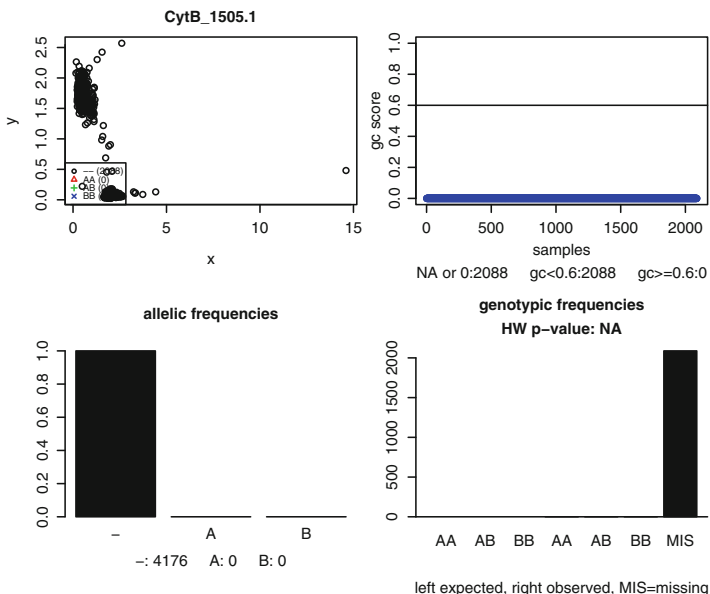 CytB_1505.1
y
2.5
2.0
1.5
1.0
0.5
0.0
AA (0)
BB (0)
0
5
10
15
x
gc score
1.0
0.8
0.6
0.4
0.2
0.0
0
500
1000
1500
2000
samples
NA or 0:2088 gc<0.6:2088 gc>=0.6:0
allelic frequencies
1.0
0.8
0.6
0.4
0.2
0.0
– A B
–: 4176 A: 0 B: 0
genotypic frequencies
HW p–value: NA
2000
1500
1000
500
0
AA AB BB AA AB BB MIS
left expected, right observed, MIS=missing